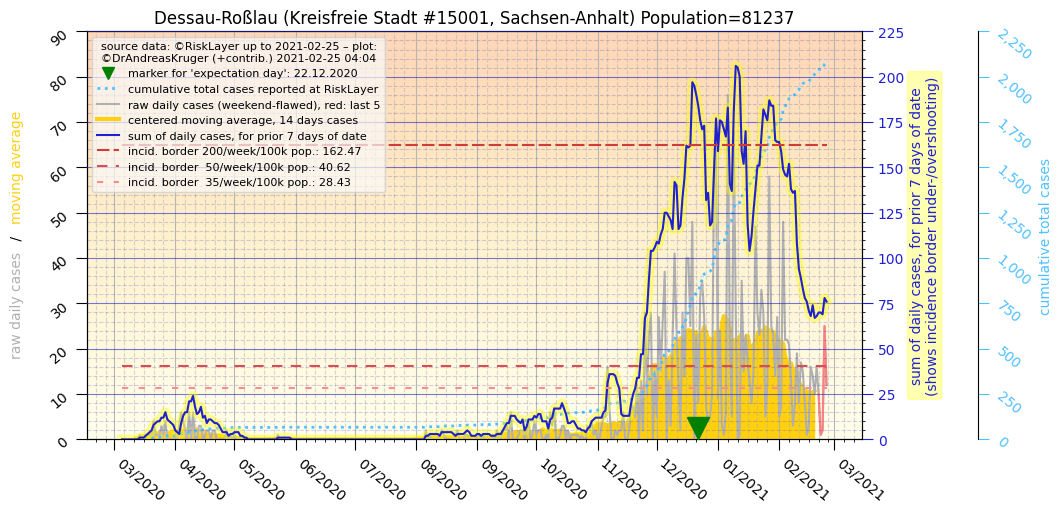 Dessau-Roßlau (Kreisfreie Stadt #15001, Sachsen-Anhalt) Population=81237
source data: ©RiskLayer up to 2021-02-25 – plot:
©DrAndreasKruger (+contrib.) 2021-02-25 04:04
marker for 'expectation day': 22.12.2020
cumulative total cases reported at RiskLayer
raw daily cases (weekend-flawed), red: last 5
centered moving average, 14 days cases
sum of daily cases, for prior 7 days of date
incid. border 200/week/100k pop.: 162.47
incid. border  50/week/100k pop.: 40.62
incid. border  35/week/100k pop.: 28.43
raw daily cases / moving average
90
80
70
60
50
40
30
20
10
0
03/2020
04/2020
05/2020
06/2020
07/2020
08/2020
09/2020
10/2020
11/2020
12/2020
01/2021
02/2021
03/2021
225
200
175
150
125
100
75
50
25
0
sum of daily cases, for prior 7 days of date
(shows incidence border under-/overshooting)
2,250
2,000
1,750
1,500
1,250
1,000
750
500
250
0
cumulative total cases